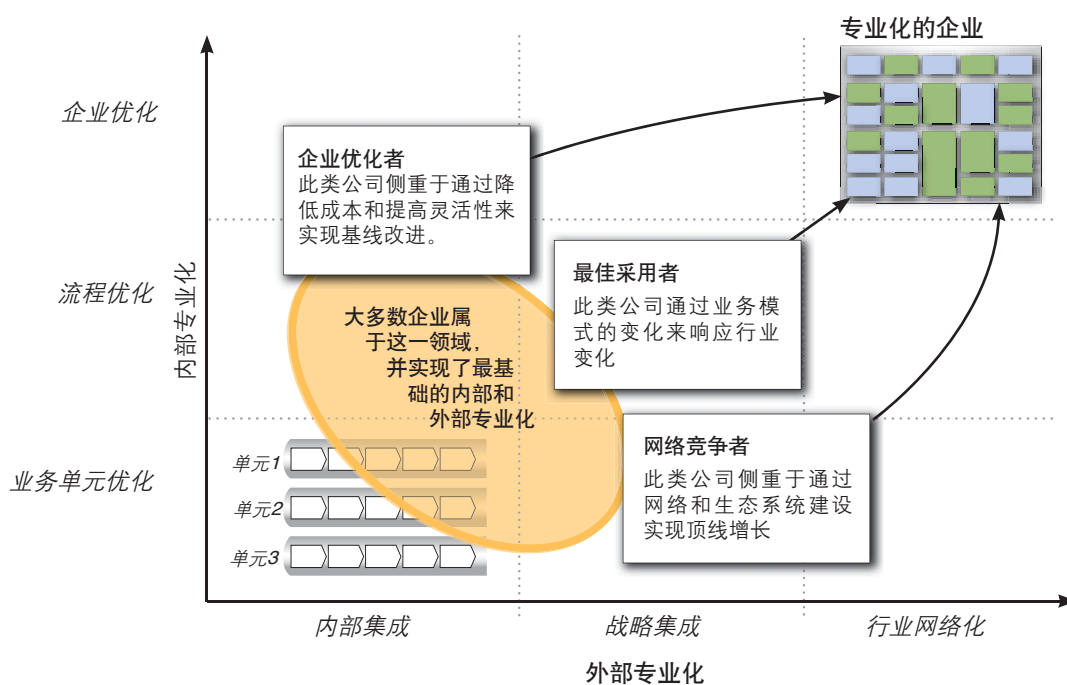 专业化的企业
企业优化
企业优化者
此类公司侧重于通过降
低成本和提高灵活性来
实现基线改进。
流程优化
内部专业化
最佳采用者
此类公司通过业务模
式的变化来响应行业
变化
大多数企业属
于这一领域，
并实现了最基
础的内部和
外部专业化
业务单元优化
单元1
单元2
单元3
网络竞争者
此类公司侧重于通过
网络和生态系统建设
实现顶线增长
内部集成
战略集成
行业网络化
外部专业化